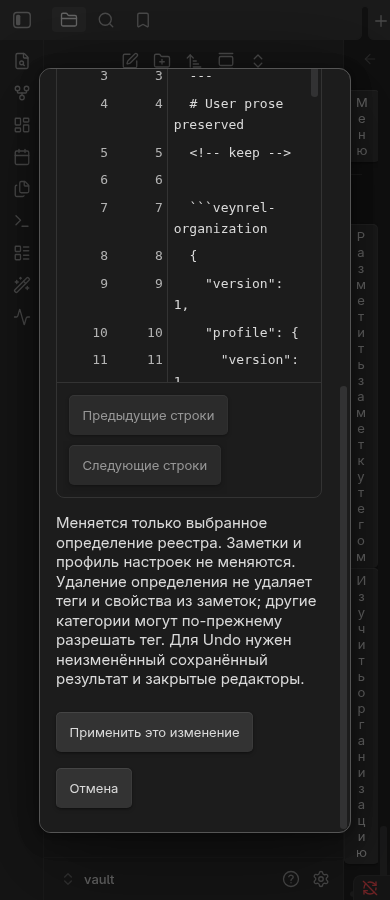 3 3 ---
4 4 # User prose
preserved
5 5 <!-- keep -->
6 6
7 7 ```veynrel-
organization
8 8 {
9 9 "version":
1,
10 10 "profile": {
11 11 "version":
1
Предыдущие строки
Следующие строки
Меняется только выбранное
определение реестра. Заметки и
профиль настроек не меняются.
Удаление определения не удаляет
теги и свойства из заметок; другие
категории могут по-прежнему
разрешать тег. Для Undo нужен
неизменённый сохранённый
результат и закрытые редакторы.
Применить это изменение
Отмена
Меню
Разметить заметку тегом
Изучить организацию
vault